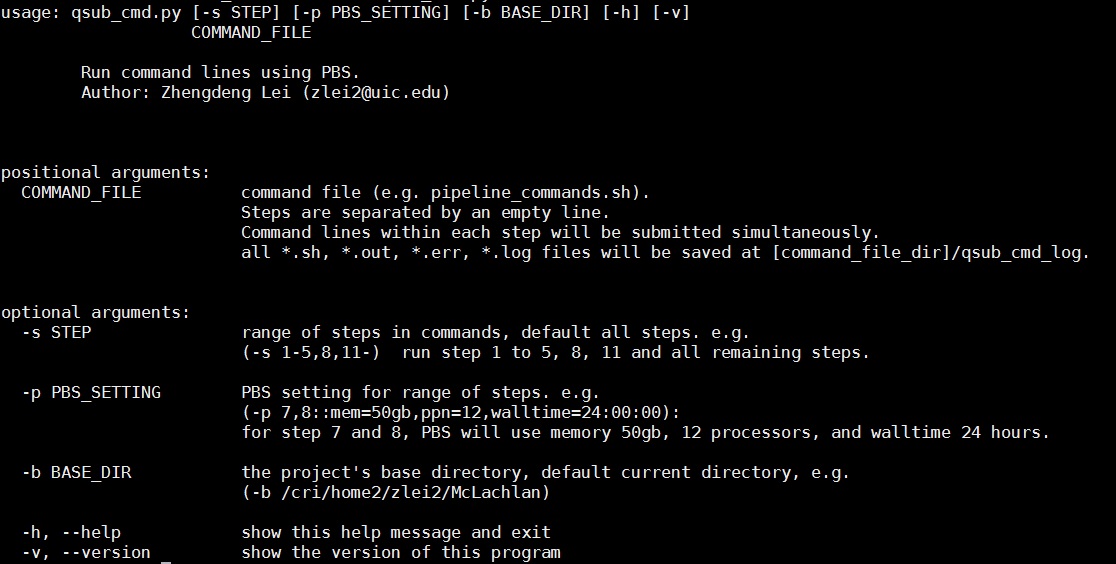 usage: qsub_cmd.py [-s STEP] [-p PBS_SETTING] [-b BASE_DIR] [-h] [-v]
COMMAND_FILE
Run command lines using PBS.
Author: Zhengdeng Lei (zlei2@uic.edu)
positional arguments:
COMMAND_FILE command file (e.g. pipeline_commands.sh).
Steps are separated by an empty line.
Command lines within each step will be submitted simultaneously.
all *.sh, *.out, *.err, *.log files will be saved at [command_file_dir]/qsub_cmd_log.
optional arguments:
-s STEP range of steps in commands, default all steps. e.g.
(-s 1-5,8,11-) run step 1 to 5, 8, 11 and all remaining steps.
-p PBS_SETTING PBS setting for range of steps. e.g.
(-p 7,8::mem=50gb,ppn=12,walltime=24:00:00):
for step 7 and 8, PBS will use memory 50gb, 12 processors, and walltime 24 hours.
-b BASE_DIR the project's base directory, default current directory, e.g.
(-b /cri/home2/zlei2/McLachlan)
-h, --help show this help message and exit
-v, --version show the version of this program